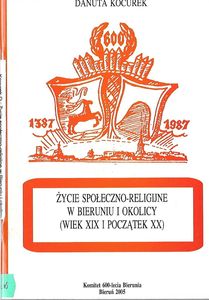 DANUTA KOCUREK
600
1387 1987
ŻYCIE SPOŁECZNO-RELIGIJNE
W BIERUNIU I OKOLICY
(WIEK XIX I POCZĄTEK XX)
Komitet 600-lecia Bierunia
Bieruń 2005